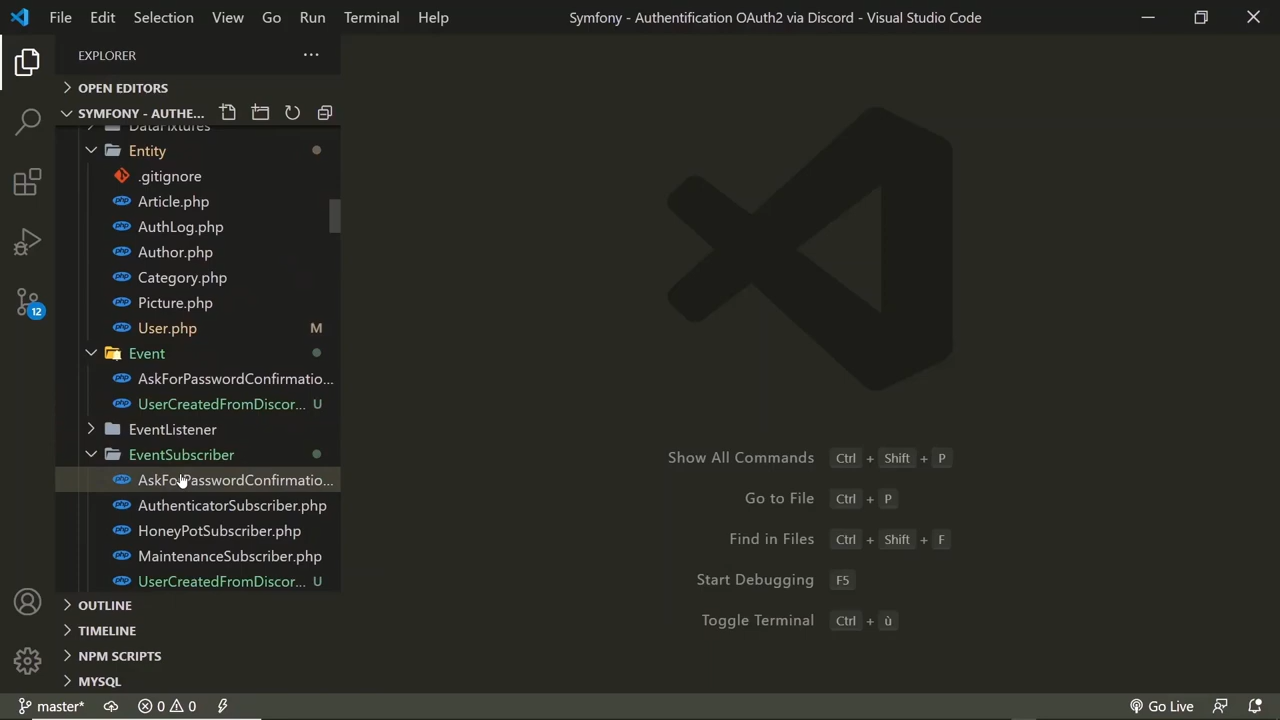 File Edit Selection View Go Run Terminal Help
Symfony - Authentification OAuth2 via Discord - Visual Studio Code
EXPLORER
OPEN EDITORS
SYMFONY - AUTHE...
DataFixtures
Entity
.gitignore
Article.php
AuthLog.php
Author.php
Category.php
Picture.php
User.php M
Event
AskForPasswordConfirmatio...
UserCreatedFromDiscor... U
EventListener
EventSubscriber
AskForPasswordConfirmatio...
AuthenticatorSubscriber.php
HoneyPotSubscriber.php
MaintenanceSubscriber.php
UserCreatedFromDiscor... U
OUTLINE
TIMELINE
NPM SCRIPTS
MYSQL
12
Show All Commands Ctrl + Shift + P
Go to File Ctrl + P
Find in Files Ctrl + Shift + F
Start Debugging F5
Toggle Terminal Ctrl + ù
master* 0 0 Go Live